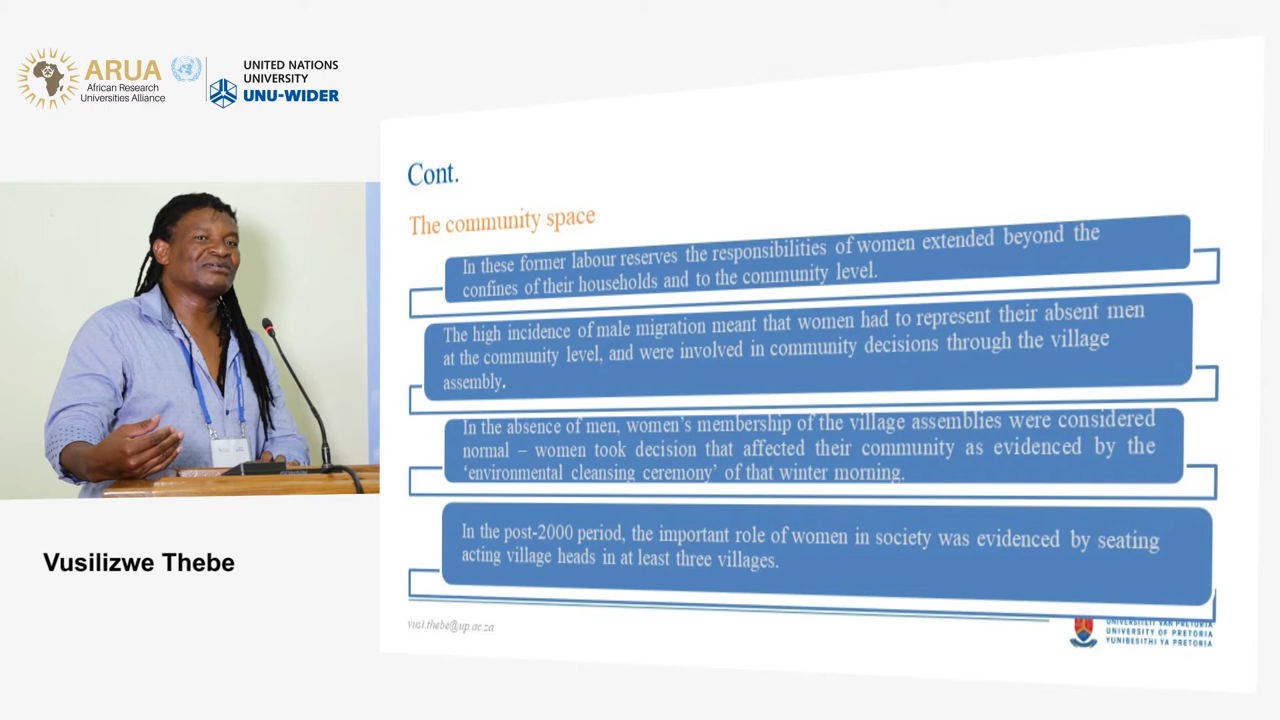 ARUA
African Research
Universities Alliance
UNITED NATIONS
UNIVERSITY
UNU-WIDER
Cont.
The community space
In these former labour reserves the responsibilities of women extended beyond the
confines of their households and to the community level.
The high incidence of male migration meant that women had to represent their absent men
at the community level, and were involved in community decisions through the village
assembly.
In the absence of men, women's membership of the village assemblies were considered
normal – women took decision that affected their community as evidenced by the
'environmental cleansing ceremony' of that winter morning.
In the post-2000 period, the important role of women in society was evidenced by seating
acting village heads in at least three villages.
vusi.thebe@up.ac.za
UNIVERSITEIT VAN PRETORIA
UNIVERSITY OF PRETORIA
YUNIBESITHI YA PRETORIA
Vusilizwe Thebe